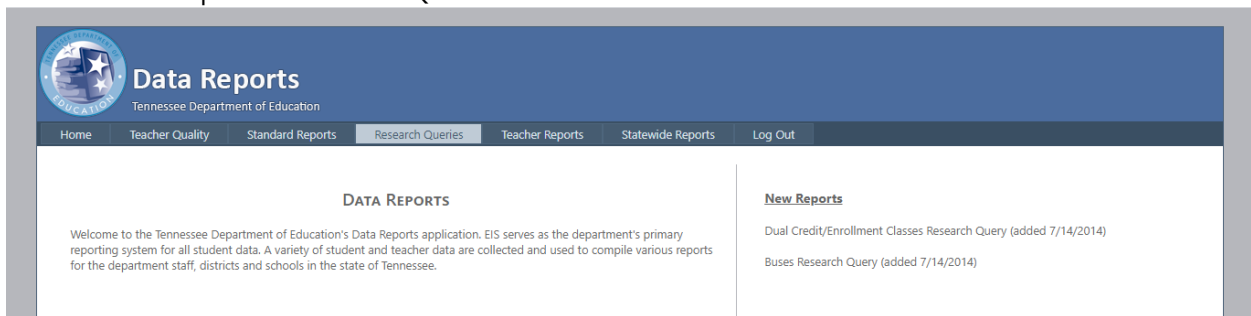 Data Reports
Tennessee Department of Education
Home Teacher Quality Standard Reports Research Queries Teacher Reports Statewide Reports Log Out
DATA REPORTS
Welcome to the Tennessee Department of Education's Data Reports application. EIS serves as the department's primary
reporting system for all student data. A variety of student and teacher data are collected and used to compile various reports
for the department staff, districts and schools in the state of Tennessee.
New Reports
Dual Credit/Enrollment Classes Research Query (added 7/14/2014)
Buses Research Query (added 7/14/2014)